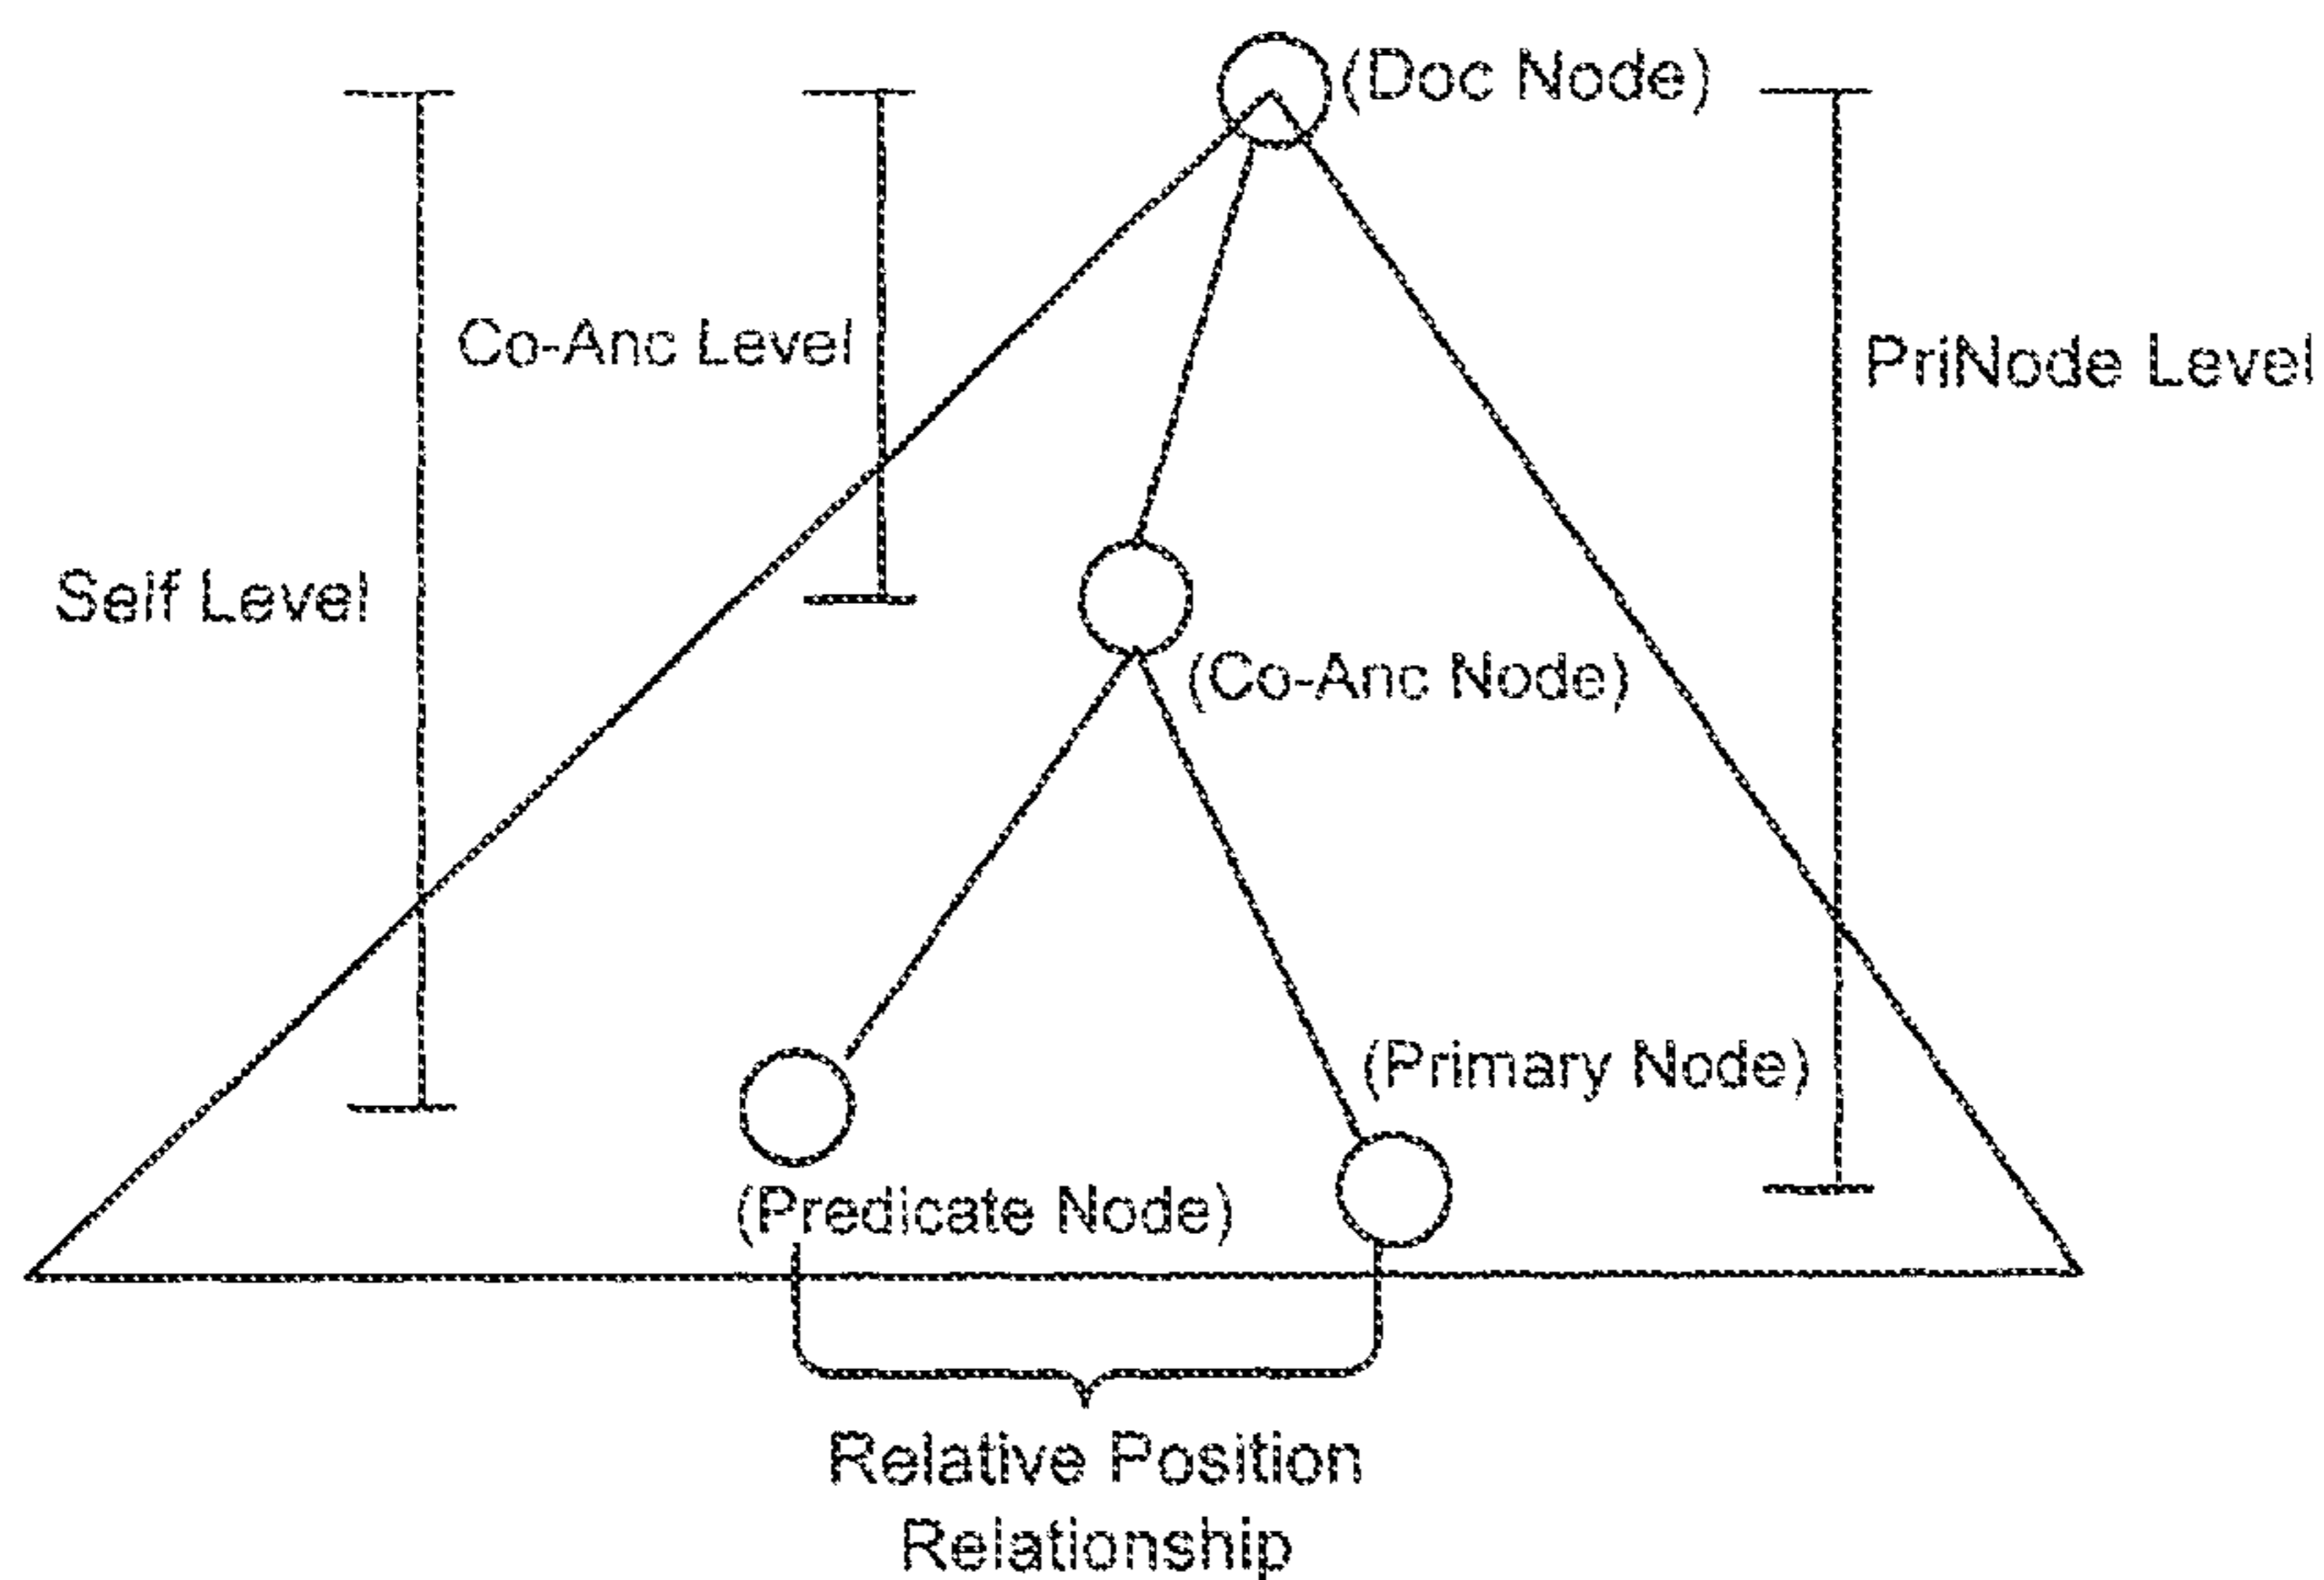 (Doc Node)
Co-Anc Level
PriNode Level
Self Level
(Co-Anc Node)
(Primary Node)
(Predicate Node)
Relative Position
Relationship